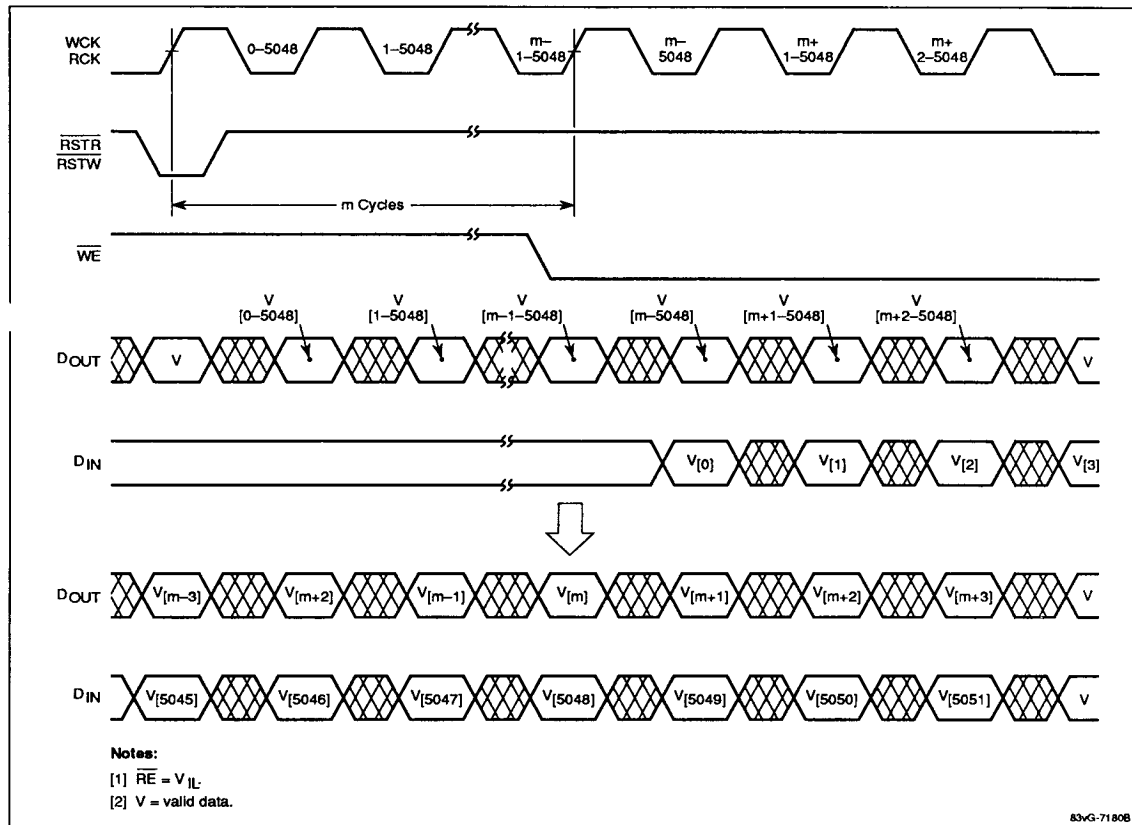 WCK
RCK
0–5048
1–5048
m–
1–5048
m–
5048
m+
1–5048
m+
2–5048
RSTR
RSTW
m Cycles
WE
V
[0–5048]
V
[1–5048]
V
[m–1–5048]
V
[m–5048]
V
[m+1–5048]
V
[m+2–5048]
DOUT
V
V
DIN
V[0}
V[1}
V[2]
V[3]
DOUT
V[m–3]
V[m+2]
V[m–1]
V[m]
V[m+1]
V[m+2]
V[m+3]
V
DIN
V[5045]
V[5046]
V[5047]
V[5048]
V[5049]
V[5050]
V[5051]
V
Notes:
[1] RE = VIL.
[2] V = valid data.
83vG-7180B